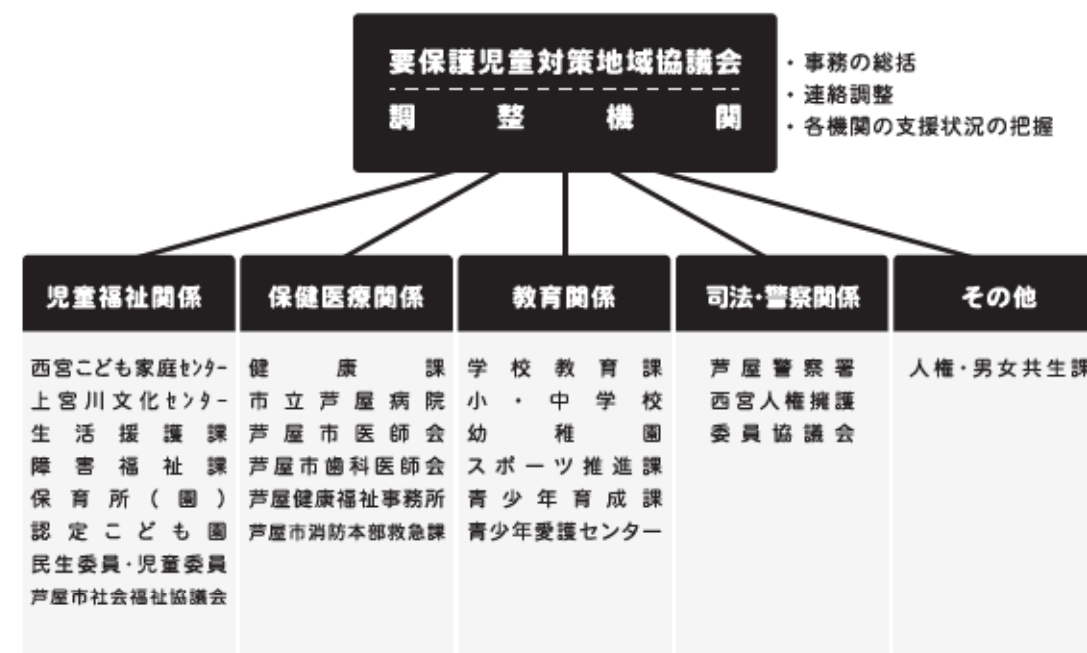 要保護児童対策地域協議会
調整機関
・事務の総括
・連絡調整
・各機関の支援状況の把握
児童福祉関係
西宮こども家庭センター
上宮川文化センター
生活援護課
障害福祉課
保育所(園)
認定こども園
民生委員・児童委員
芦屋市社会福祉協議会
保健医療関係
健康課
市立芦屋病院
芦屋市医師会
芦屋市歯科医師会
芦屋健康福祉事務所
芦屋市消防本部救急課
教育関係
学校教育課
小・中学校
幼稚園
スポーツ推進課
青少年育成課
青少年愛護センター
司法・警察関係
芦屋警察署
西宮人権擁護
委員協議会
その他
人権・男女共生課